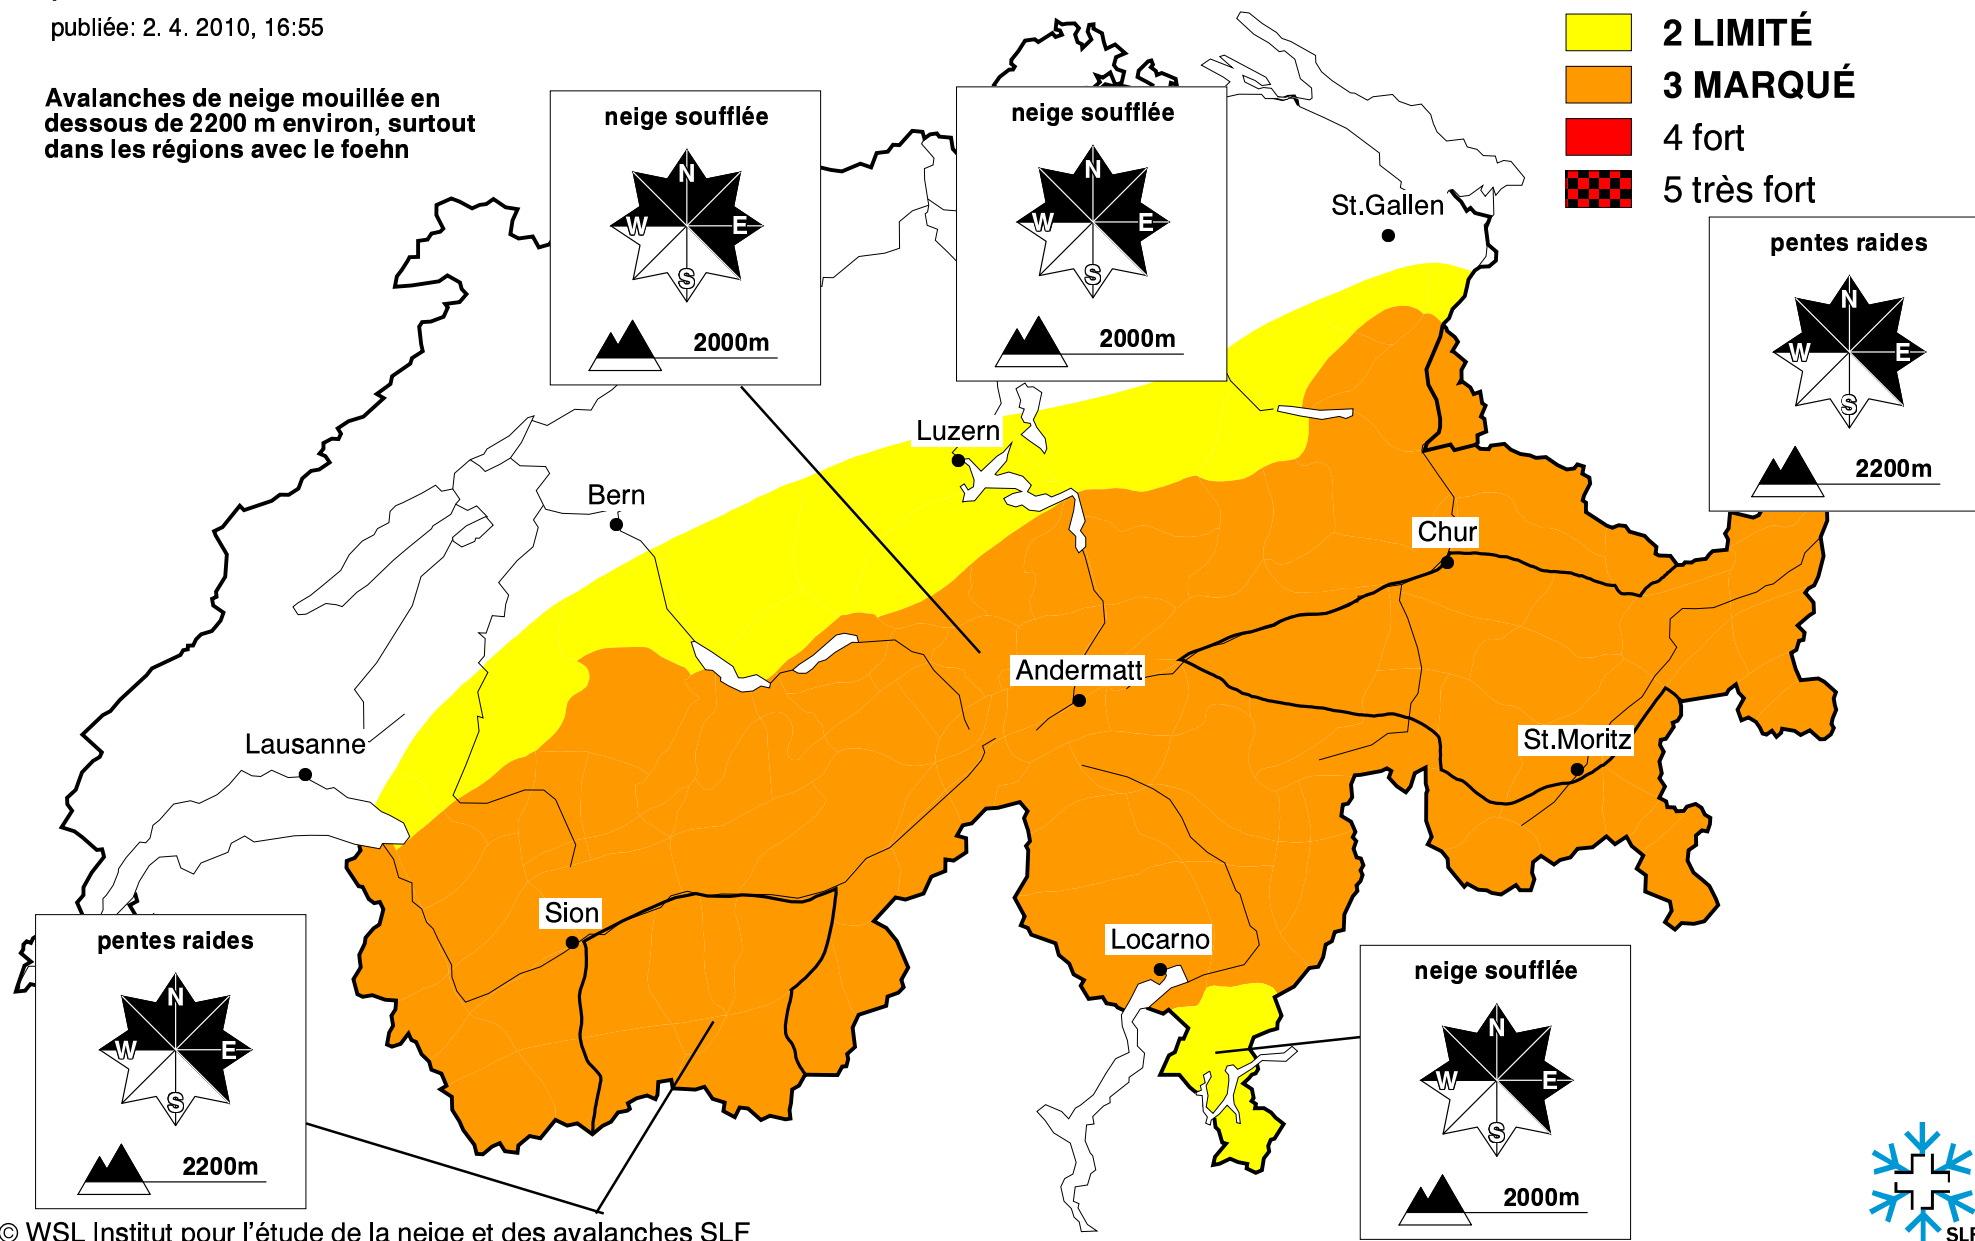 publiée: 2. 4. 2010, 16:55
Avalanches de neige mouillée en
dessous de 2200 m environ, surtout
dans les régions avec le foehn
2 LIMITÉ
3 MARQUÉ
4 fort
5 très fort
neige soufflée
N
W E
S
2000m
neige soufflée
N
W E
S
2000m
pentes raides
N
W E
S
2200m
St.Gallen
Luzern
Bern
Chur
Andermatt
St.Moritz
Lausanne
Sion
Locarno
pentes raides
N
W E
S
2200m
neige soufflée
N
W E
S
2000m
© WSL Institut pour l'étude de la neige et des avalanches SLF
SLF